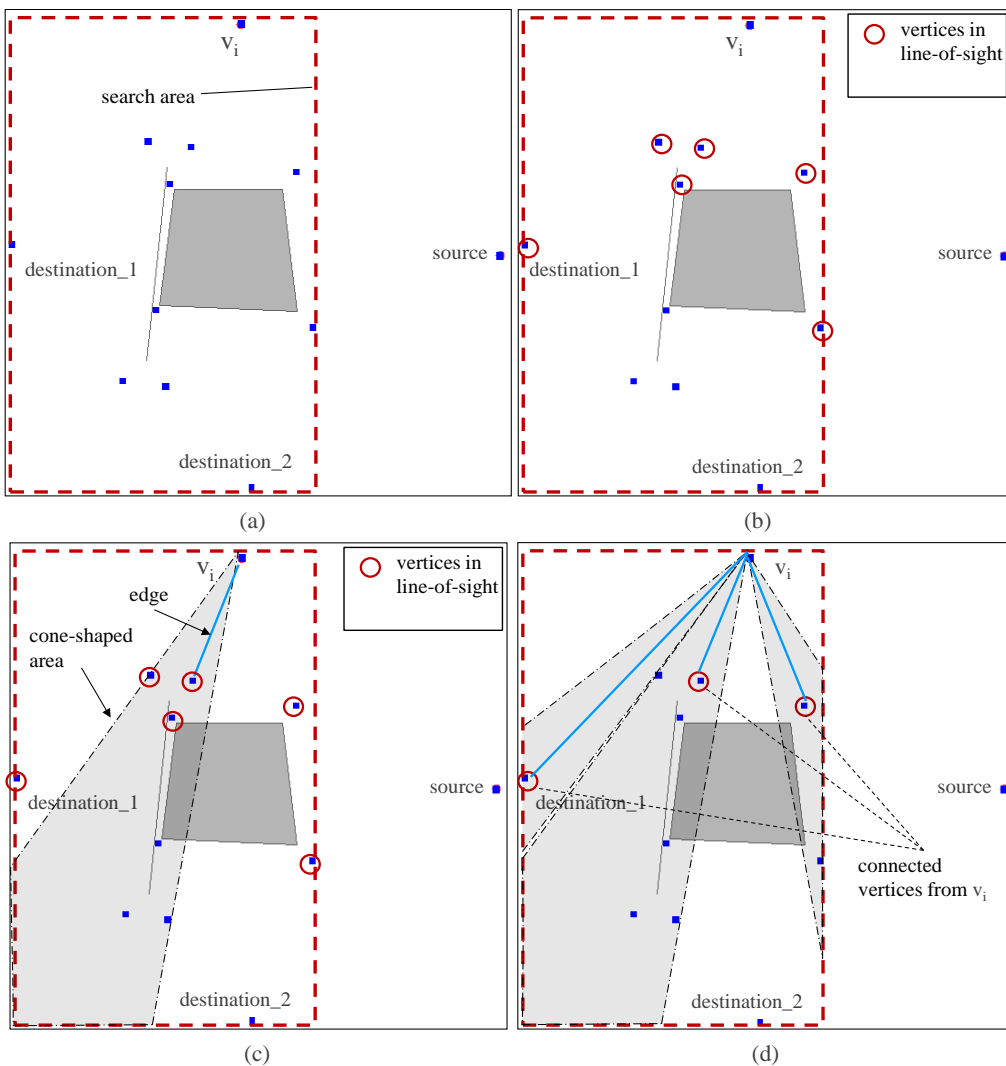 v_i
search area
destination_1
source
destination_2
(a)
v_i
vertices in
line-of-sight
destination_1
source
destination_2
(b)
v_i
vertices in
line-of-sight
edge
cone-shaped
area
destination_1
source
destination_2
(c)
v_i
destination_1
connected
vertices from v_i
destination_2
(d)